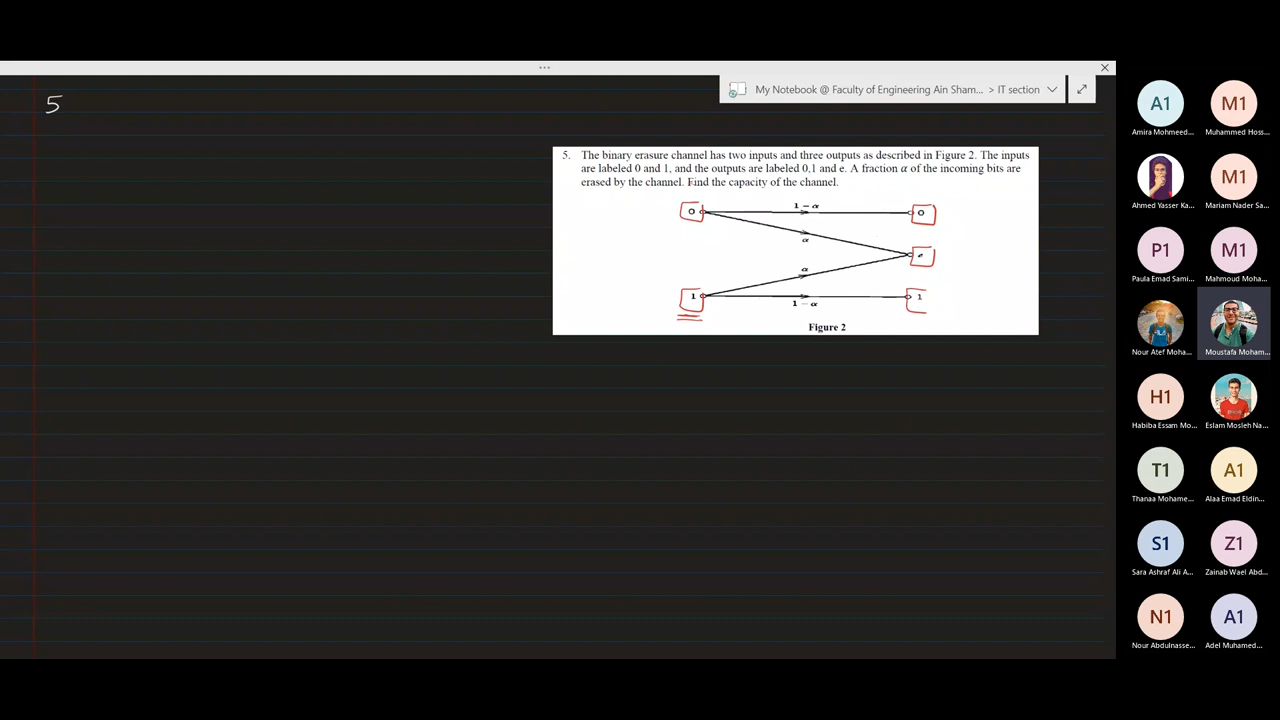 ...
My Notebook @ Faculty of Engineering Ain Sham... > IT section
5
5. The binary erasure channel has two inputs and three outputs as described in Figure 2. The inputs
are labeled 0 and 1, and the outputs are labeled 0,1 and e. A fraction α of the incoming bits are
erased by the channel. Find the capacity of the channel.
1 − α
0
0
α
e
α
1
1
1 − α
Figure 2
A1
Amira Mohmeed...
M1
Muhammed Hoss...
Ahmed Yasser Ka...
M1
Mariam Nader Sa...
P1
Paula Emad Sami...
M1
Mahmoud Moha...
Nour Atef Moha...
Moustafa Moham...
H1
Habiba Essam Mo...
Eslam Mosleh Na...
T1
Thanaa Mohame...
A1
Alaa Emad Eldin...
S1
Sara Ashraf Ali A...
Z1
Zainab Wael Abd...
N1
Nour Abdulnasse...
A1
Adel Muhamed...